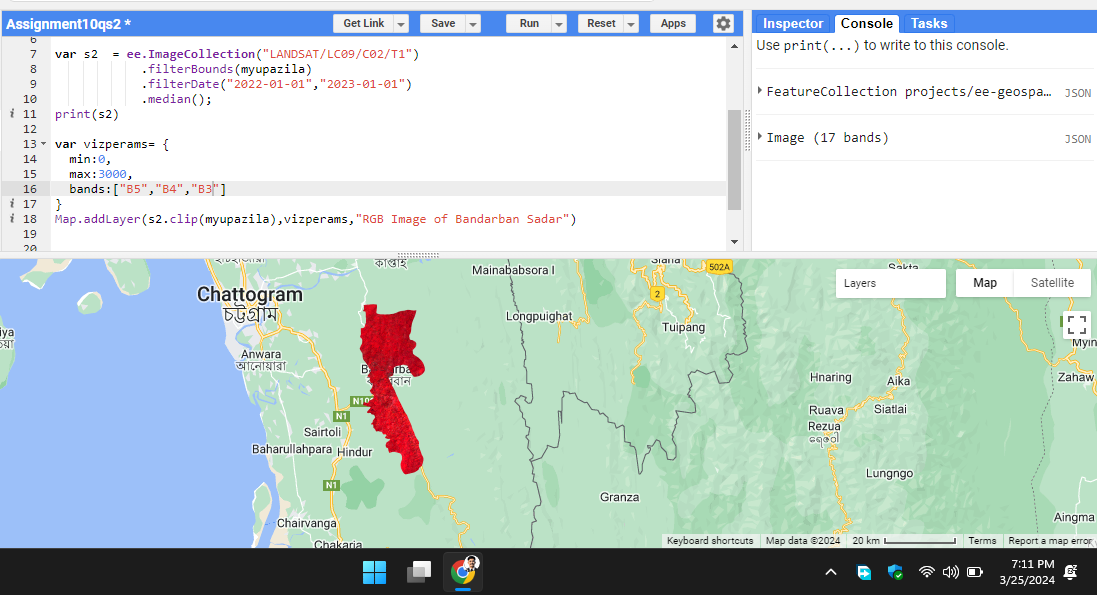 Assignment10qs2 *
Get Link
Save
Run
Reset
Apps
6
7 var s2 = ee.ImageCollection("LANDSAT/LC09/C02/T1")
8 .filterBounds(myupazila)
9 .filterDate("2022-01-01","2023-01-01")
10 .median();
i 11 print(s2)
12
13 var vizperams= {
14 min:0,
15 max:3000,
16 bands:["B5","B4","B3"]
i 17 }
i 18 Map.addLayer(s2.clip(myupazila),vizperams,"RGB Image of Bandarban Sadar")
19
20
Inspector
Console
Tasks
Use print(...) to write to this console.
FeatureCollection projects/ee-geospa… JSON
Image (17 bands) JSON
কাপ্তাই
Mainababsora I
502A
Sakta
Chattogram
চট্টগ্রাম
2
Longpuighat
Tuipang
Layers
Map
Satellite
Anwara
আনোয়ারা
Myin
Zahaw
Hnaring
Aika
Siatlai
Ruava
Rezua
N1
Sairtoli
Baharullahpara
Hindur
N1
Lungngo
Granza
Chairvanga
Chakaria
Aingma
Keyboard shortcuts
Map data ©2024
20 km
Terms
Report a map error
7:11 PM
3/25/2024